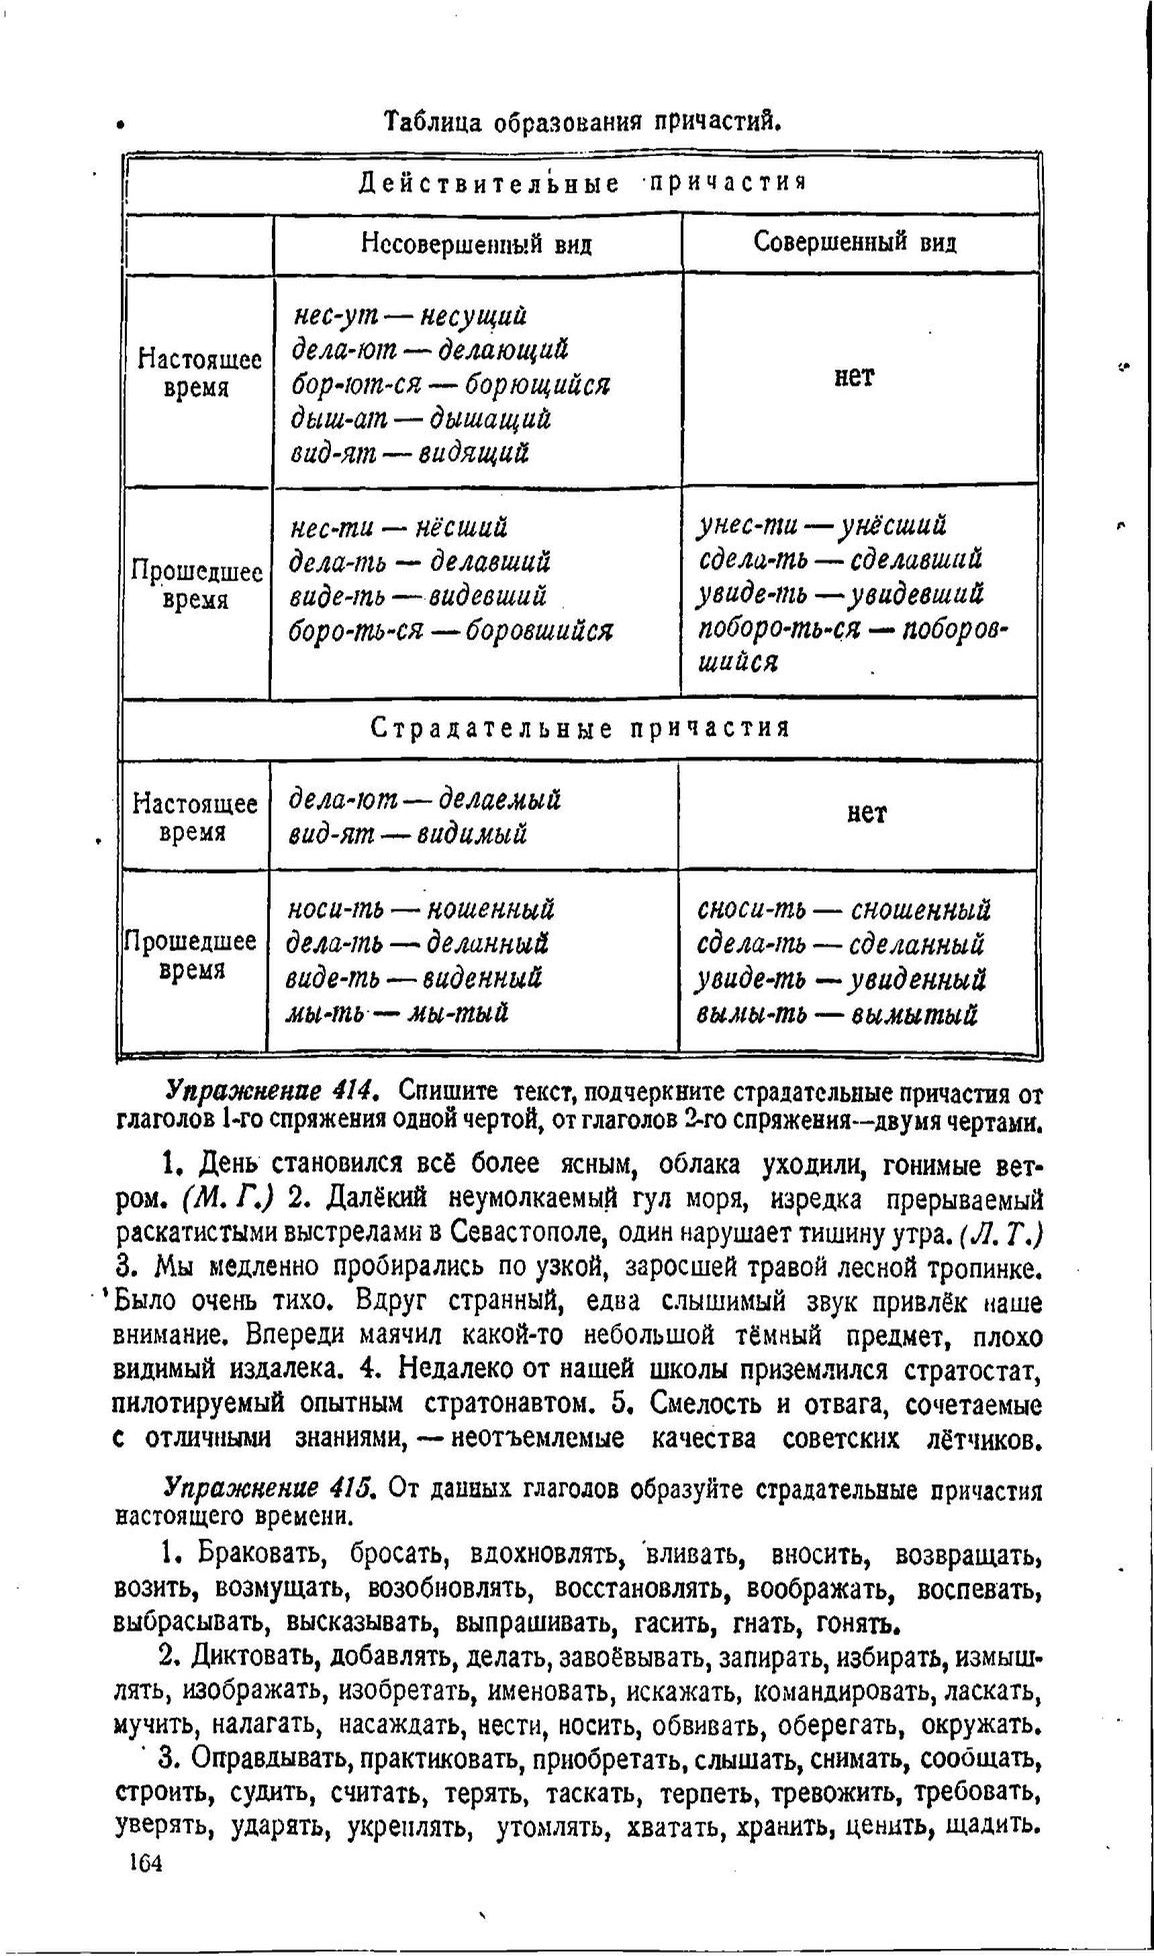 Таблица образования причастий.
Действительные причастия
Несовершенный вид
Совершенный вид
Настоящее
время
нес-ут — несущий
дела-ют — делающий
бор-ют-ся — борющийся
дыш-ат — дышащий
вид-ят — видящий
нет
Прошедшее
время
нес-ти — нёсший
дела-ть — делавший
виде-ть — видевший
боро-ть-ся — боровшийся
унес-ти — унёсший
сдела-ть — сделавший
увиде-ть — увидевший
поборо-ть-ся — поборов-
шийся
Страдательные причастия
Настоящее
время
дела-ют — делаемый
вид-ят — видимый
нет
Прошедшее
время
носи-ть — ношенный
дела-ть — деланный
виде-ть — виденный
мы-ть — мы-тый
сноси-ть — сношенный
сдела-ть — сделанный
увиде-ть — увиденный
вымы-ть — вымытый
Упражнение 414. Спишите текст, подчеркните страдательные причастия от
глаголов 1-го спряжения одной чертой, от глаголов 2-го спряжения—двумя чертами.
1. День становился всё более ясным, облака уходили, гонимые вет-
ром. (М. Г.) 2. Далёкий неумолкаемый гул моря, изредка прерываемый
раскатистыми выстрелами в Севастополе, один нарушает тишину утра. (Л. Т.)
3. Мы медленно пробирались по узкой, заросшей травой лесной тропинке.
Было очень тихо. Вдруг странный, едва слышимый звук привлёк наше
внимание. Впереди маячил какой-то небольшой тёмный предмет, плохо
видимый издалека. 4. Недалеко от нашей школы приземлился стратостат,
пилотируемый опытным стратонавтом. 5. Смелость и отвага, сочетаемые
с отличными знаниями, — неотъемлемые качества советских лётчиков.
Упражнение 415. От данных глаголов образуйте страдательные причастия
настоящего времени.
1. Браковать, бросать, вдохновлять, вливать, вносить, возвращать,
возить, возмущать, возобновлять, восстановлять, воображать, воспевать,
выбрасывать, высказывать, выпрашивать, гасить, гнать, гонять.
2. Диктовать, добавлять, делать, завоёвывать, запирать, избирать, измыш-
лять, изображать, изобретать, именовать, искажать, командировать, ласкать,
мучить, налагать, насаждать, нести, носить, обвивать, оберегать, окружать.
3. Оправдывать, практиковать, приобретать, слышать, снимать, сообщать,
строить, судить, считать, терять, таскать, терпеть, тревожить, требовать,
уверять, ударять, укреплять, утомлять, хватать, хранить, ценить, щадить.
164